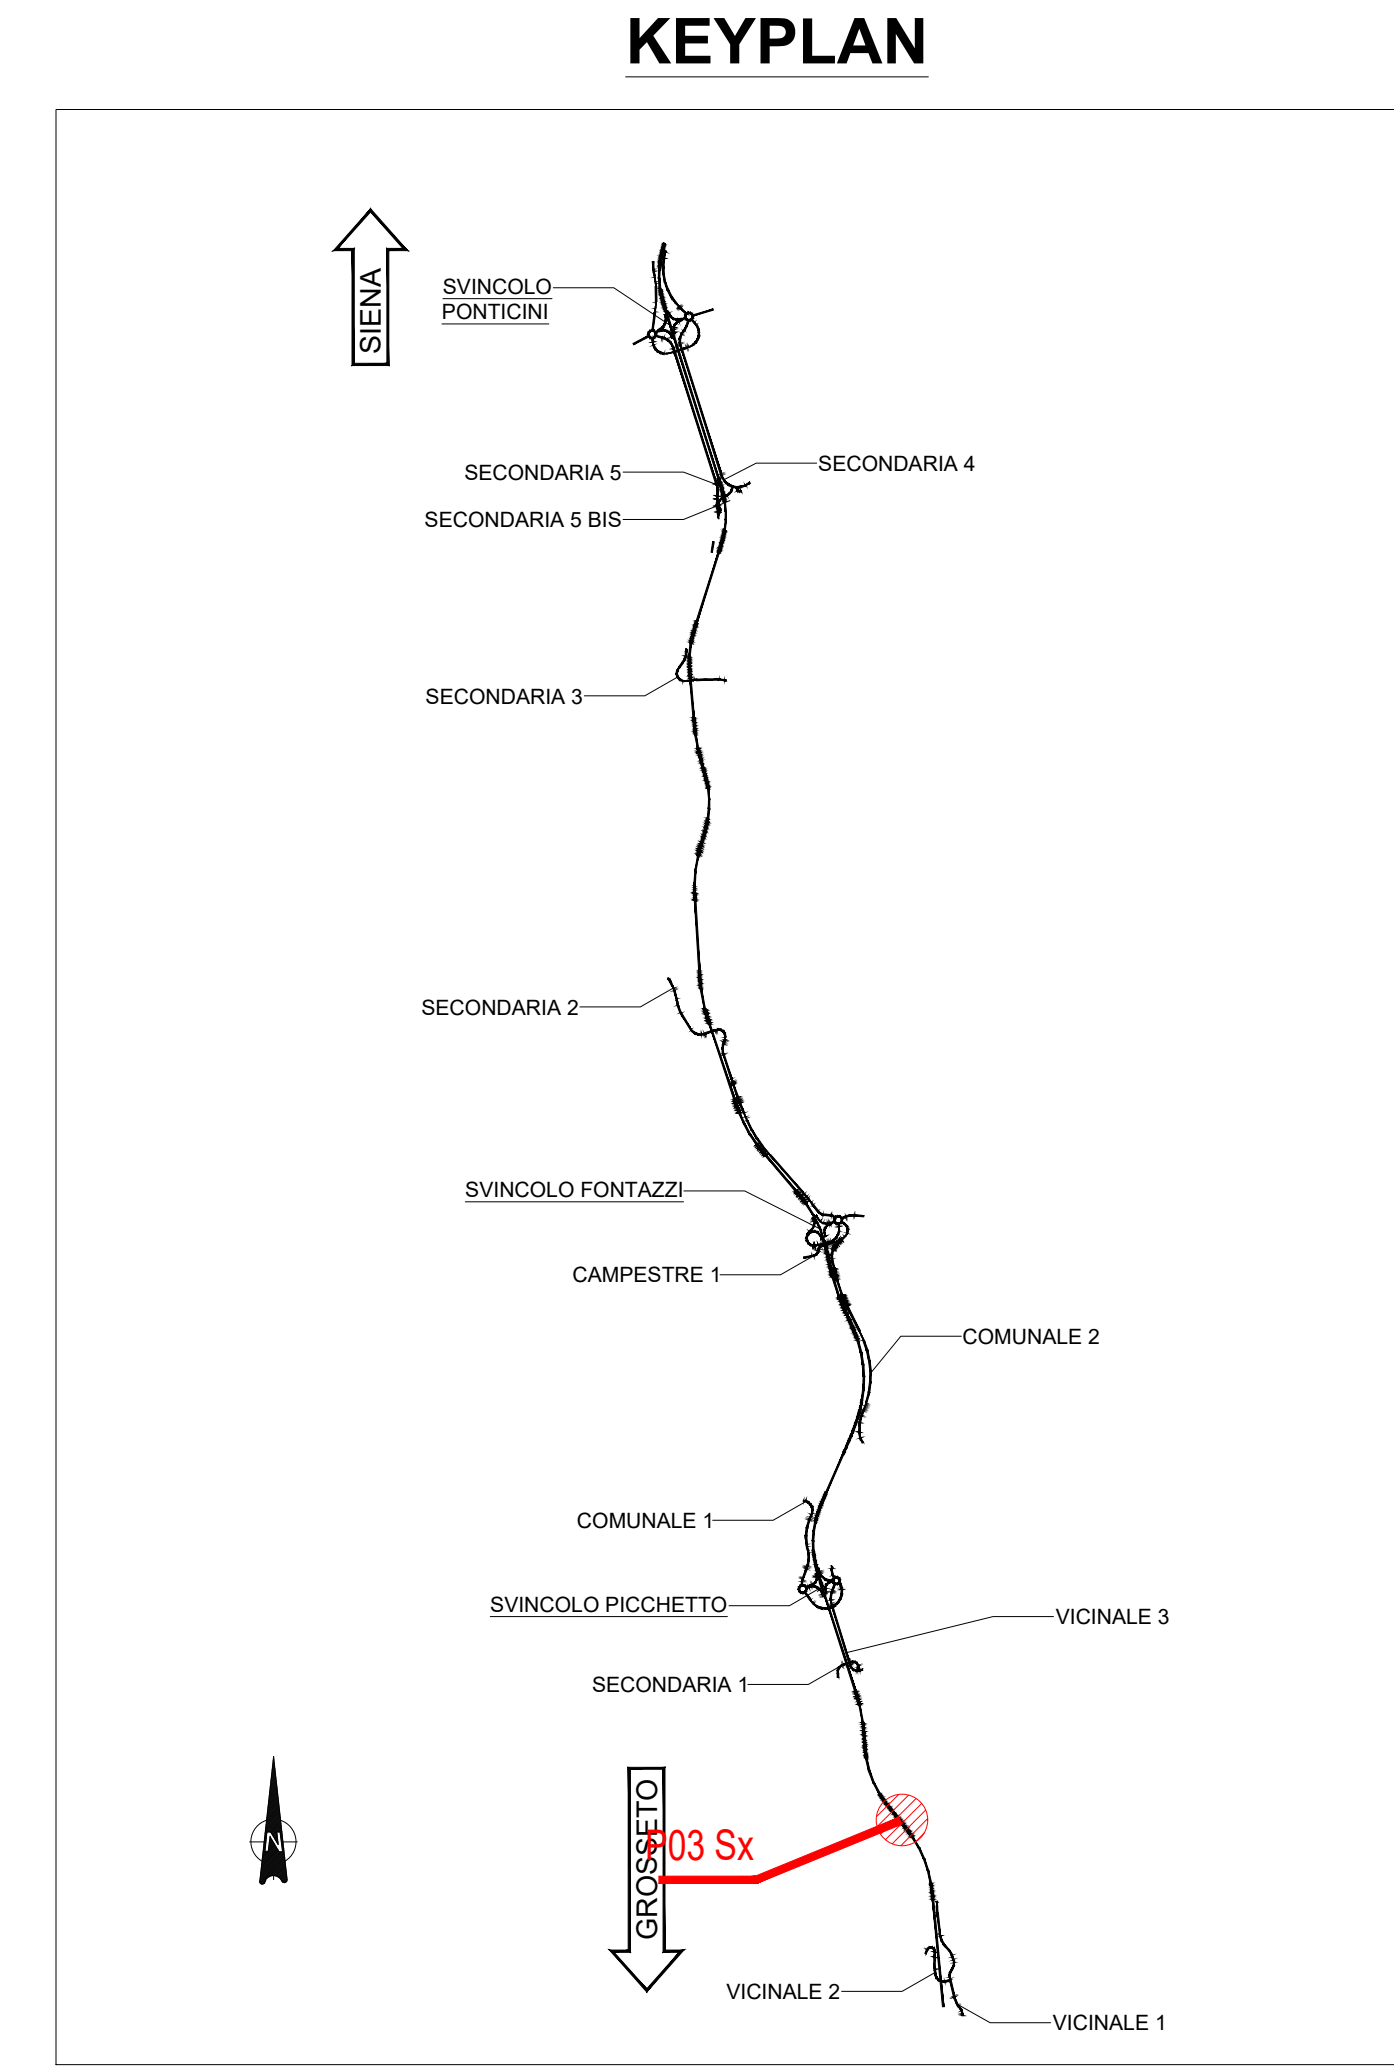 KEYPLAN
SIENA
SVINCOLO
PONTICINI
SECONDARIA 4
SECONDARIA 5
SECONDARIA 5 BIS
SECONDARIA 3
SECONDARIA 2
SVINCOLO FONTAZZI
CAMPESTRE 1
COMUNALE 2
COMUNALE 1
SVINCOLO PICCHETTO
VICINALE 3
SECONDARIA 1
GROSSETO
P03 Sx
N
VICINALE 2
VICINALE 1